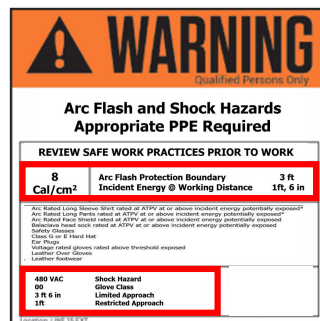 WARNING
Qualified Persons Only
Arc Flash and Shock Hazards
Appropriate PPE Required
REVIEW SAFE WORK PRACTICES PRIOR TO WORK
8 Arc Flash Protection Boundary 3 ft
Cal/cm² Incident Energy @ Working Distance 1ft, 6 in
Arc Rated Long Sleeve Shirt rated at ATPV at or above incident energy potentially exposed*
Arc Rated Long Pants rated at ATPV at or above incident energy potentially exposed*
Arc Rated Face Shield rated at ATPV at or above incident energy potentially exposed
Balaclava head sock rated at ATPV at or above incident energy potentially exposed
Safety Glasses
Class G or E Hard Hat
Ear Plugs
Voltage rated gloves rated above threshold exposed
Leather Over Gloves
Leather footwear
480 VAC Shock Hazard
00 Glove Class
3 ft 6 in Limited Approach
1ft Restricted Approach